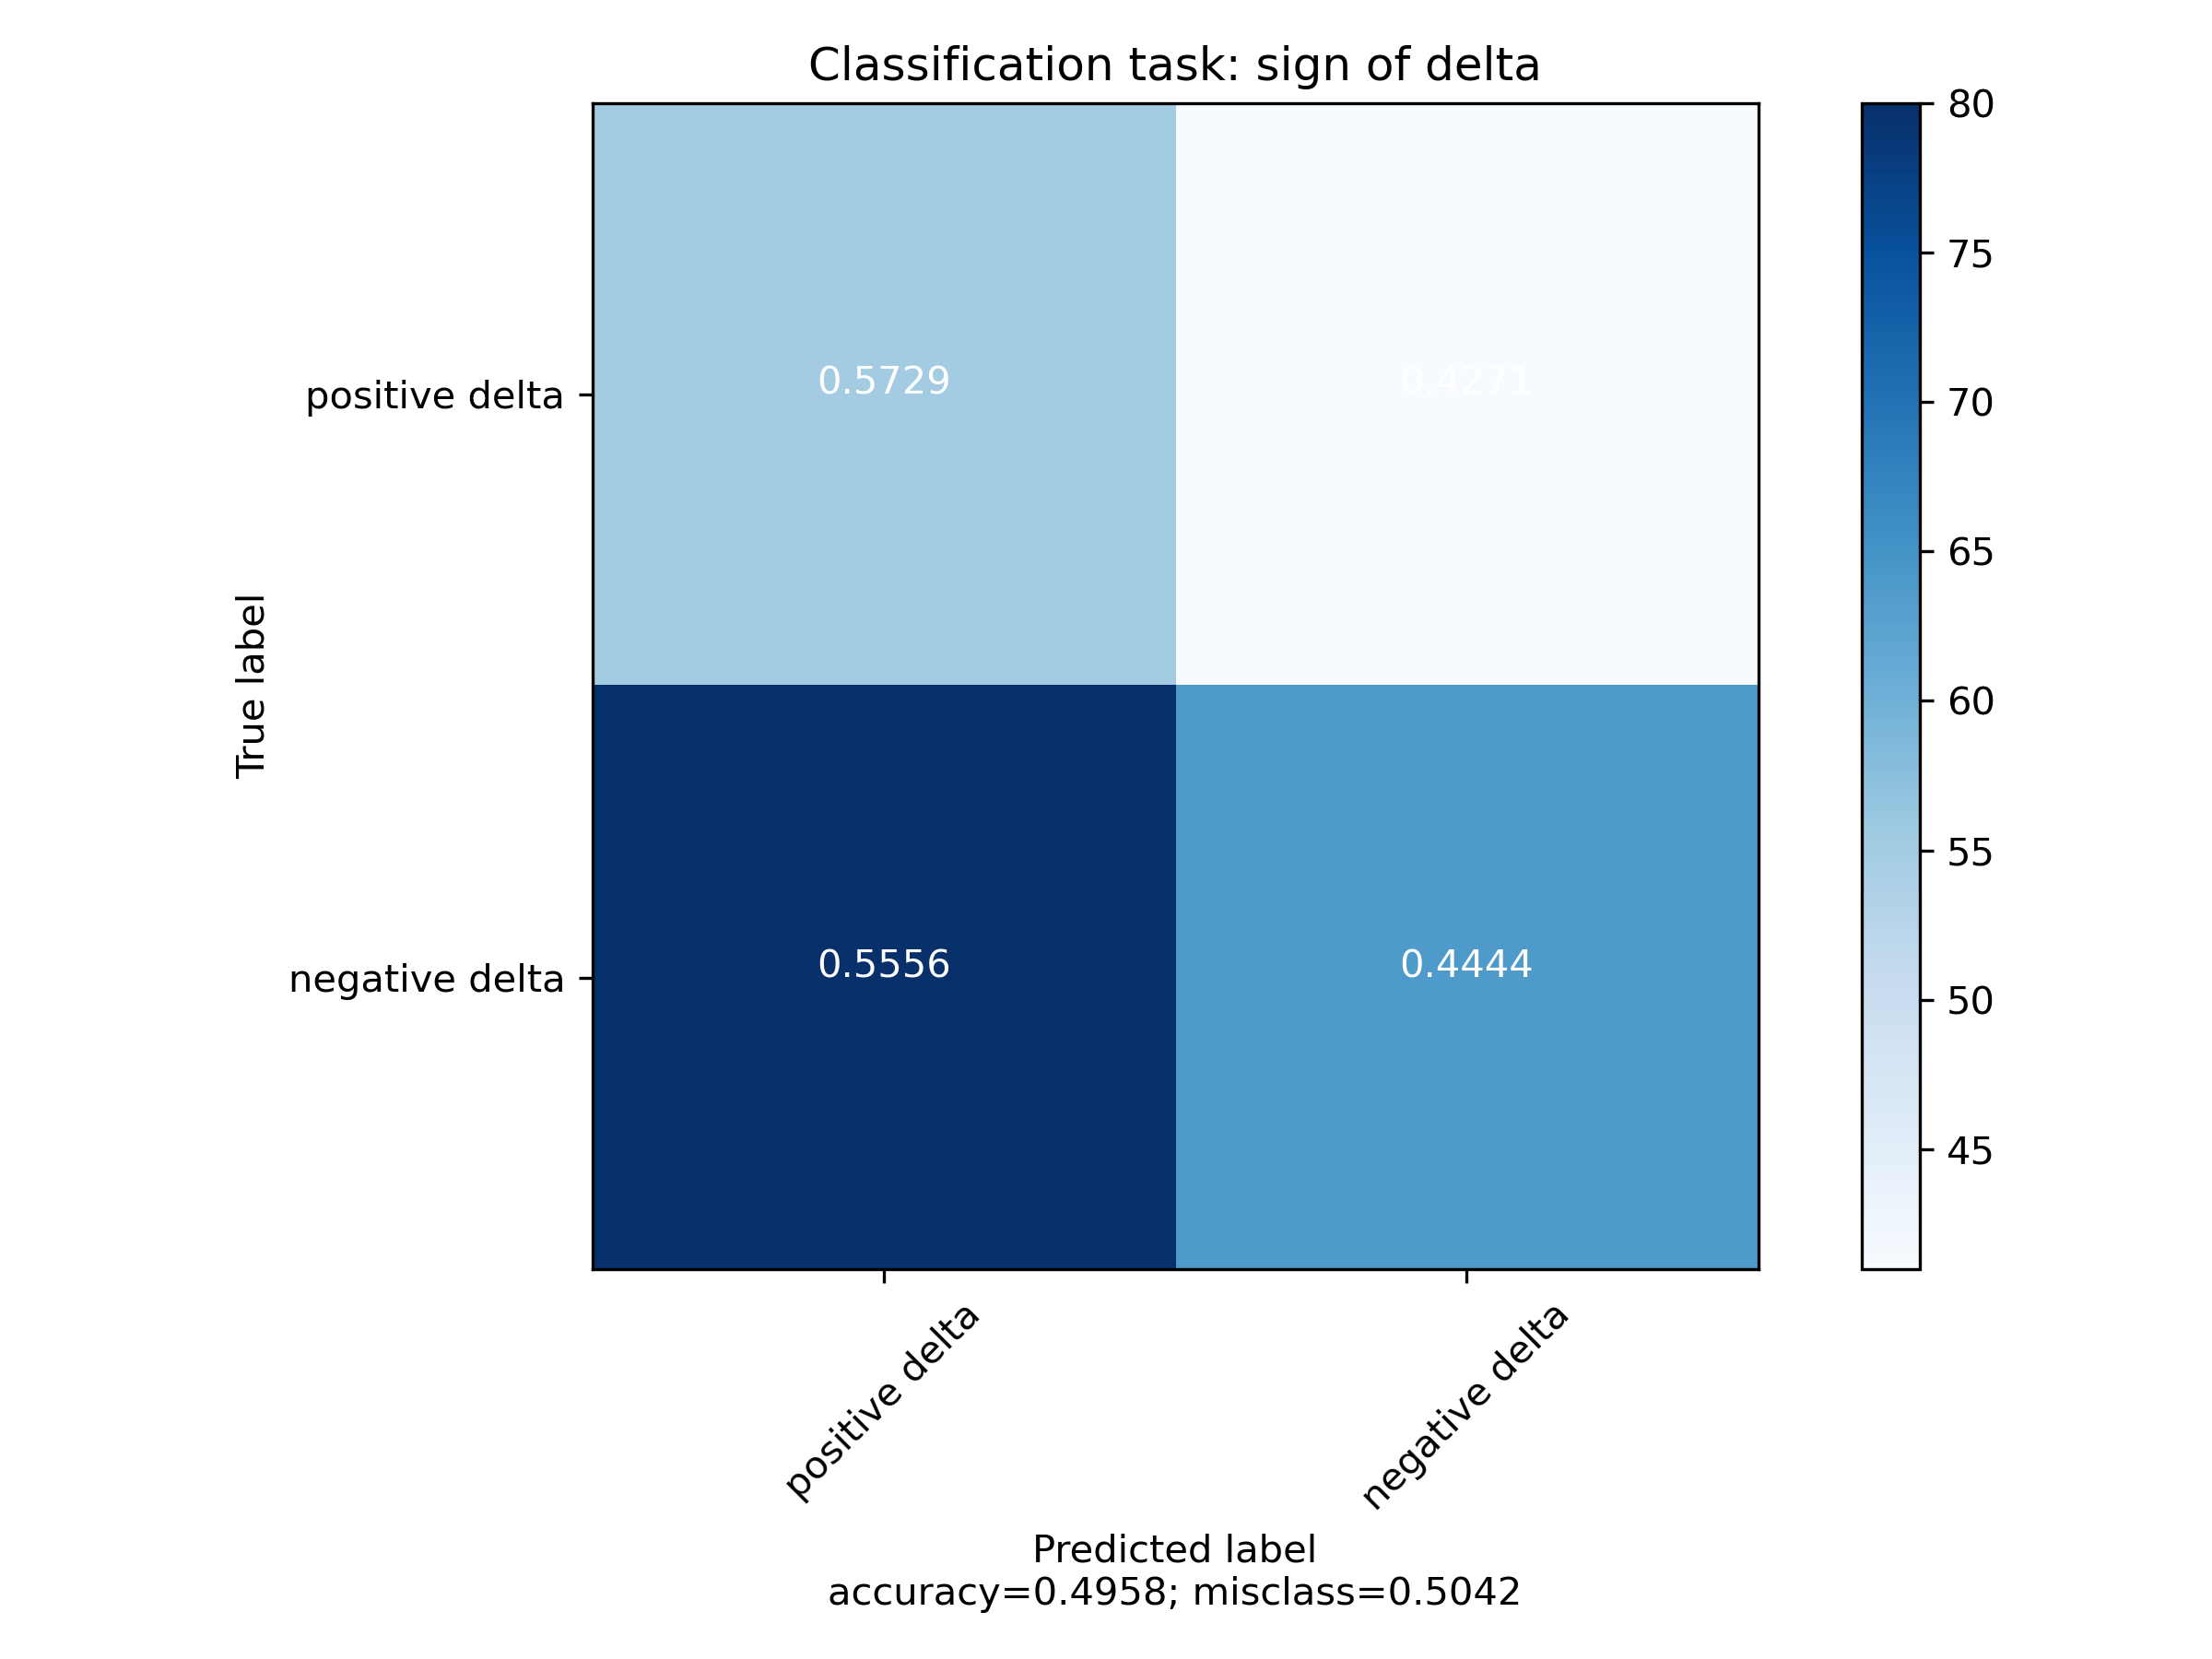 Classification task: sign of delta
80
75
70
65
60
55
50
45
True label
positive delta
0.5729
0.4271
negative delta
0.5556
0.4444
positive delta
negative delta
Predicted label
accuracy=0.4958; misclass=0.5042